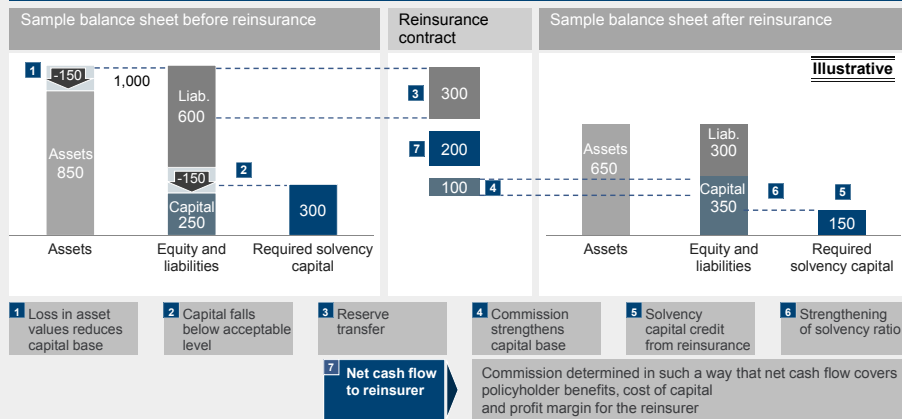 Sample balance sheet before reinsurance
Reinsurance
contract
Sample balance sheet after reinsurance
Illustrative
1
-150
1,000
Liab.
600
Assets
850
-150
2
Capital
250
300
Assets
Equity and
liabilities
Required solvency
capital
3
300
7
200
100
4
Assets
650
Liab.
300
Capital
350
6
5
150
Assets
Equity and
liabilities
Required
solvency capital
1 Loss in asset
values reduces
capital base
2 Capital falls
below acceptable
level
3 Reserve
transfer
4 Commission
strengthens
capital base
5 Solvency
capital credit
from reinsurance
6 Strengthening
of solvency ratio
7 Net cash flow
to reinsurer
Commission determined in such a way that net cash flow covers
policyholder benefits, cost of capital
and profit margin for the reinsurer